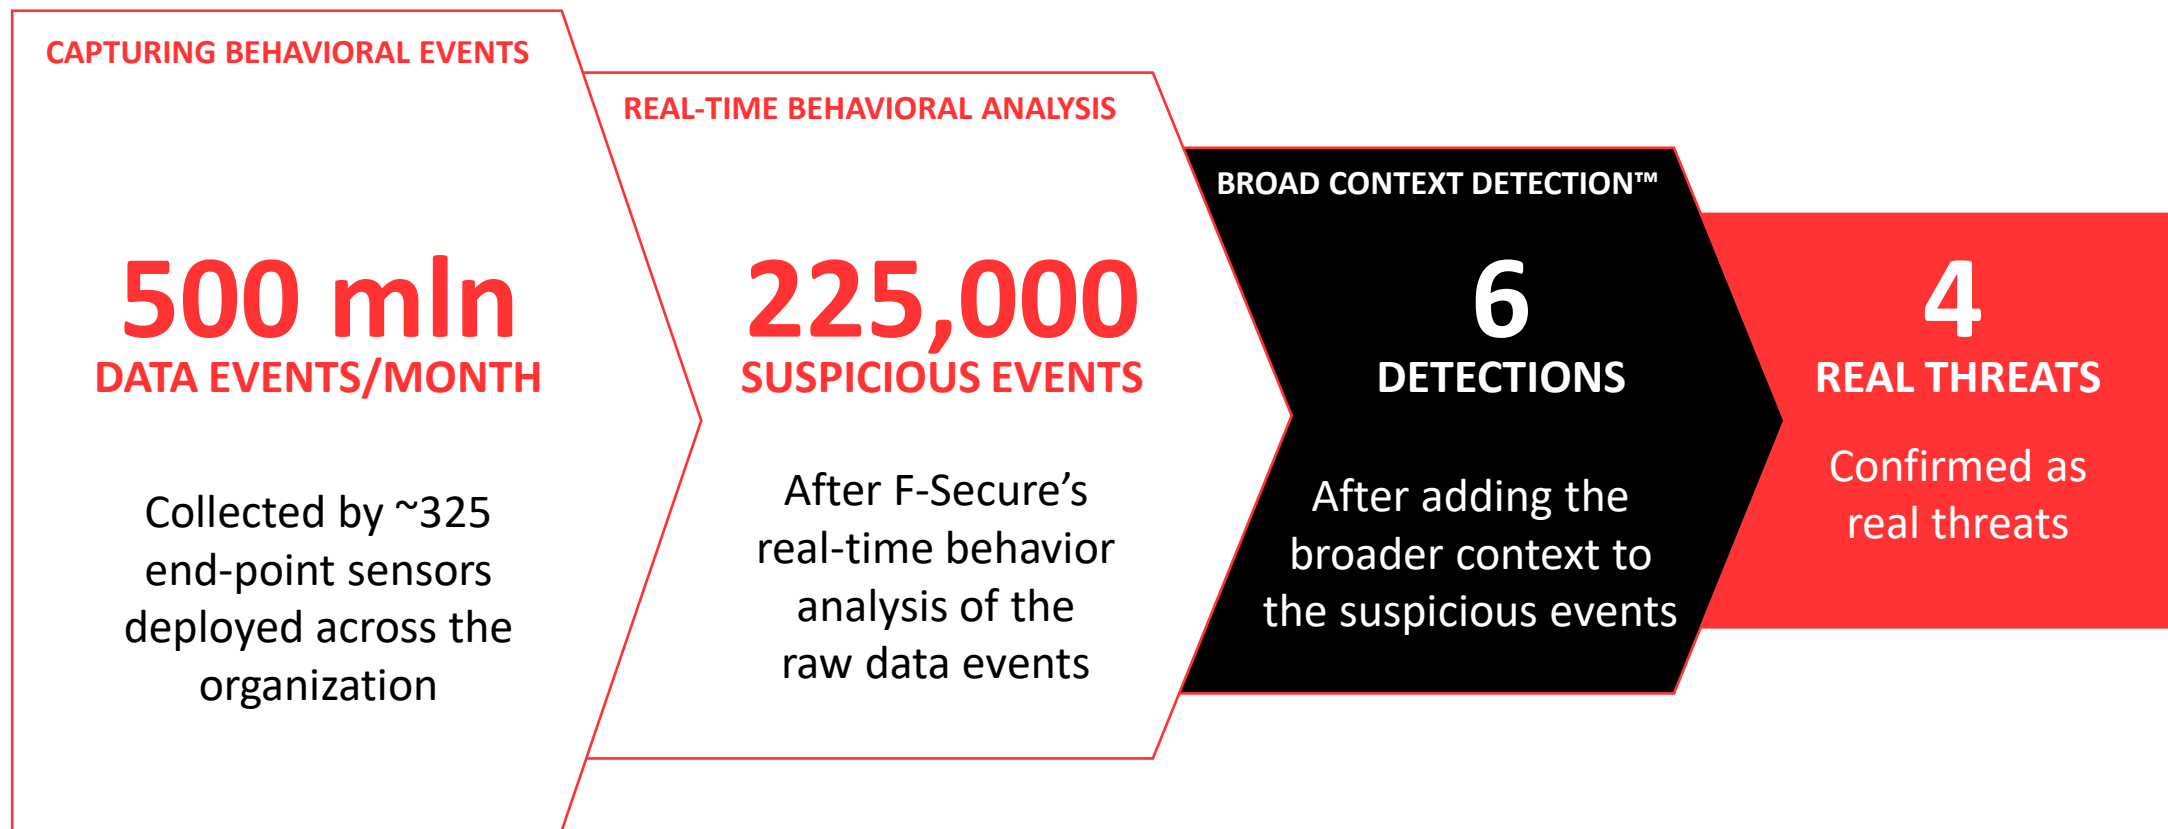 CAPTURING BEHAVIORAL EVENTS
500 mln
DATA EVENTS/MONTH
Collected by ~325
end-point sensors
deployed across the
organization
REAL-TIME BEHAVIORAL ANALYSIS
225,000
SUSPICIOUS EVENTS
After F-Secure’s
real-time behavior
analysis of the
raw data events
BROAD CONTEXT DETECTION™
6
DETECTIONS
After adding the
broader context to
the suspicious events
4
REAL THREATS
Confirmed as
real threats